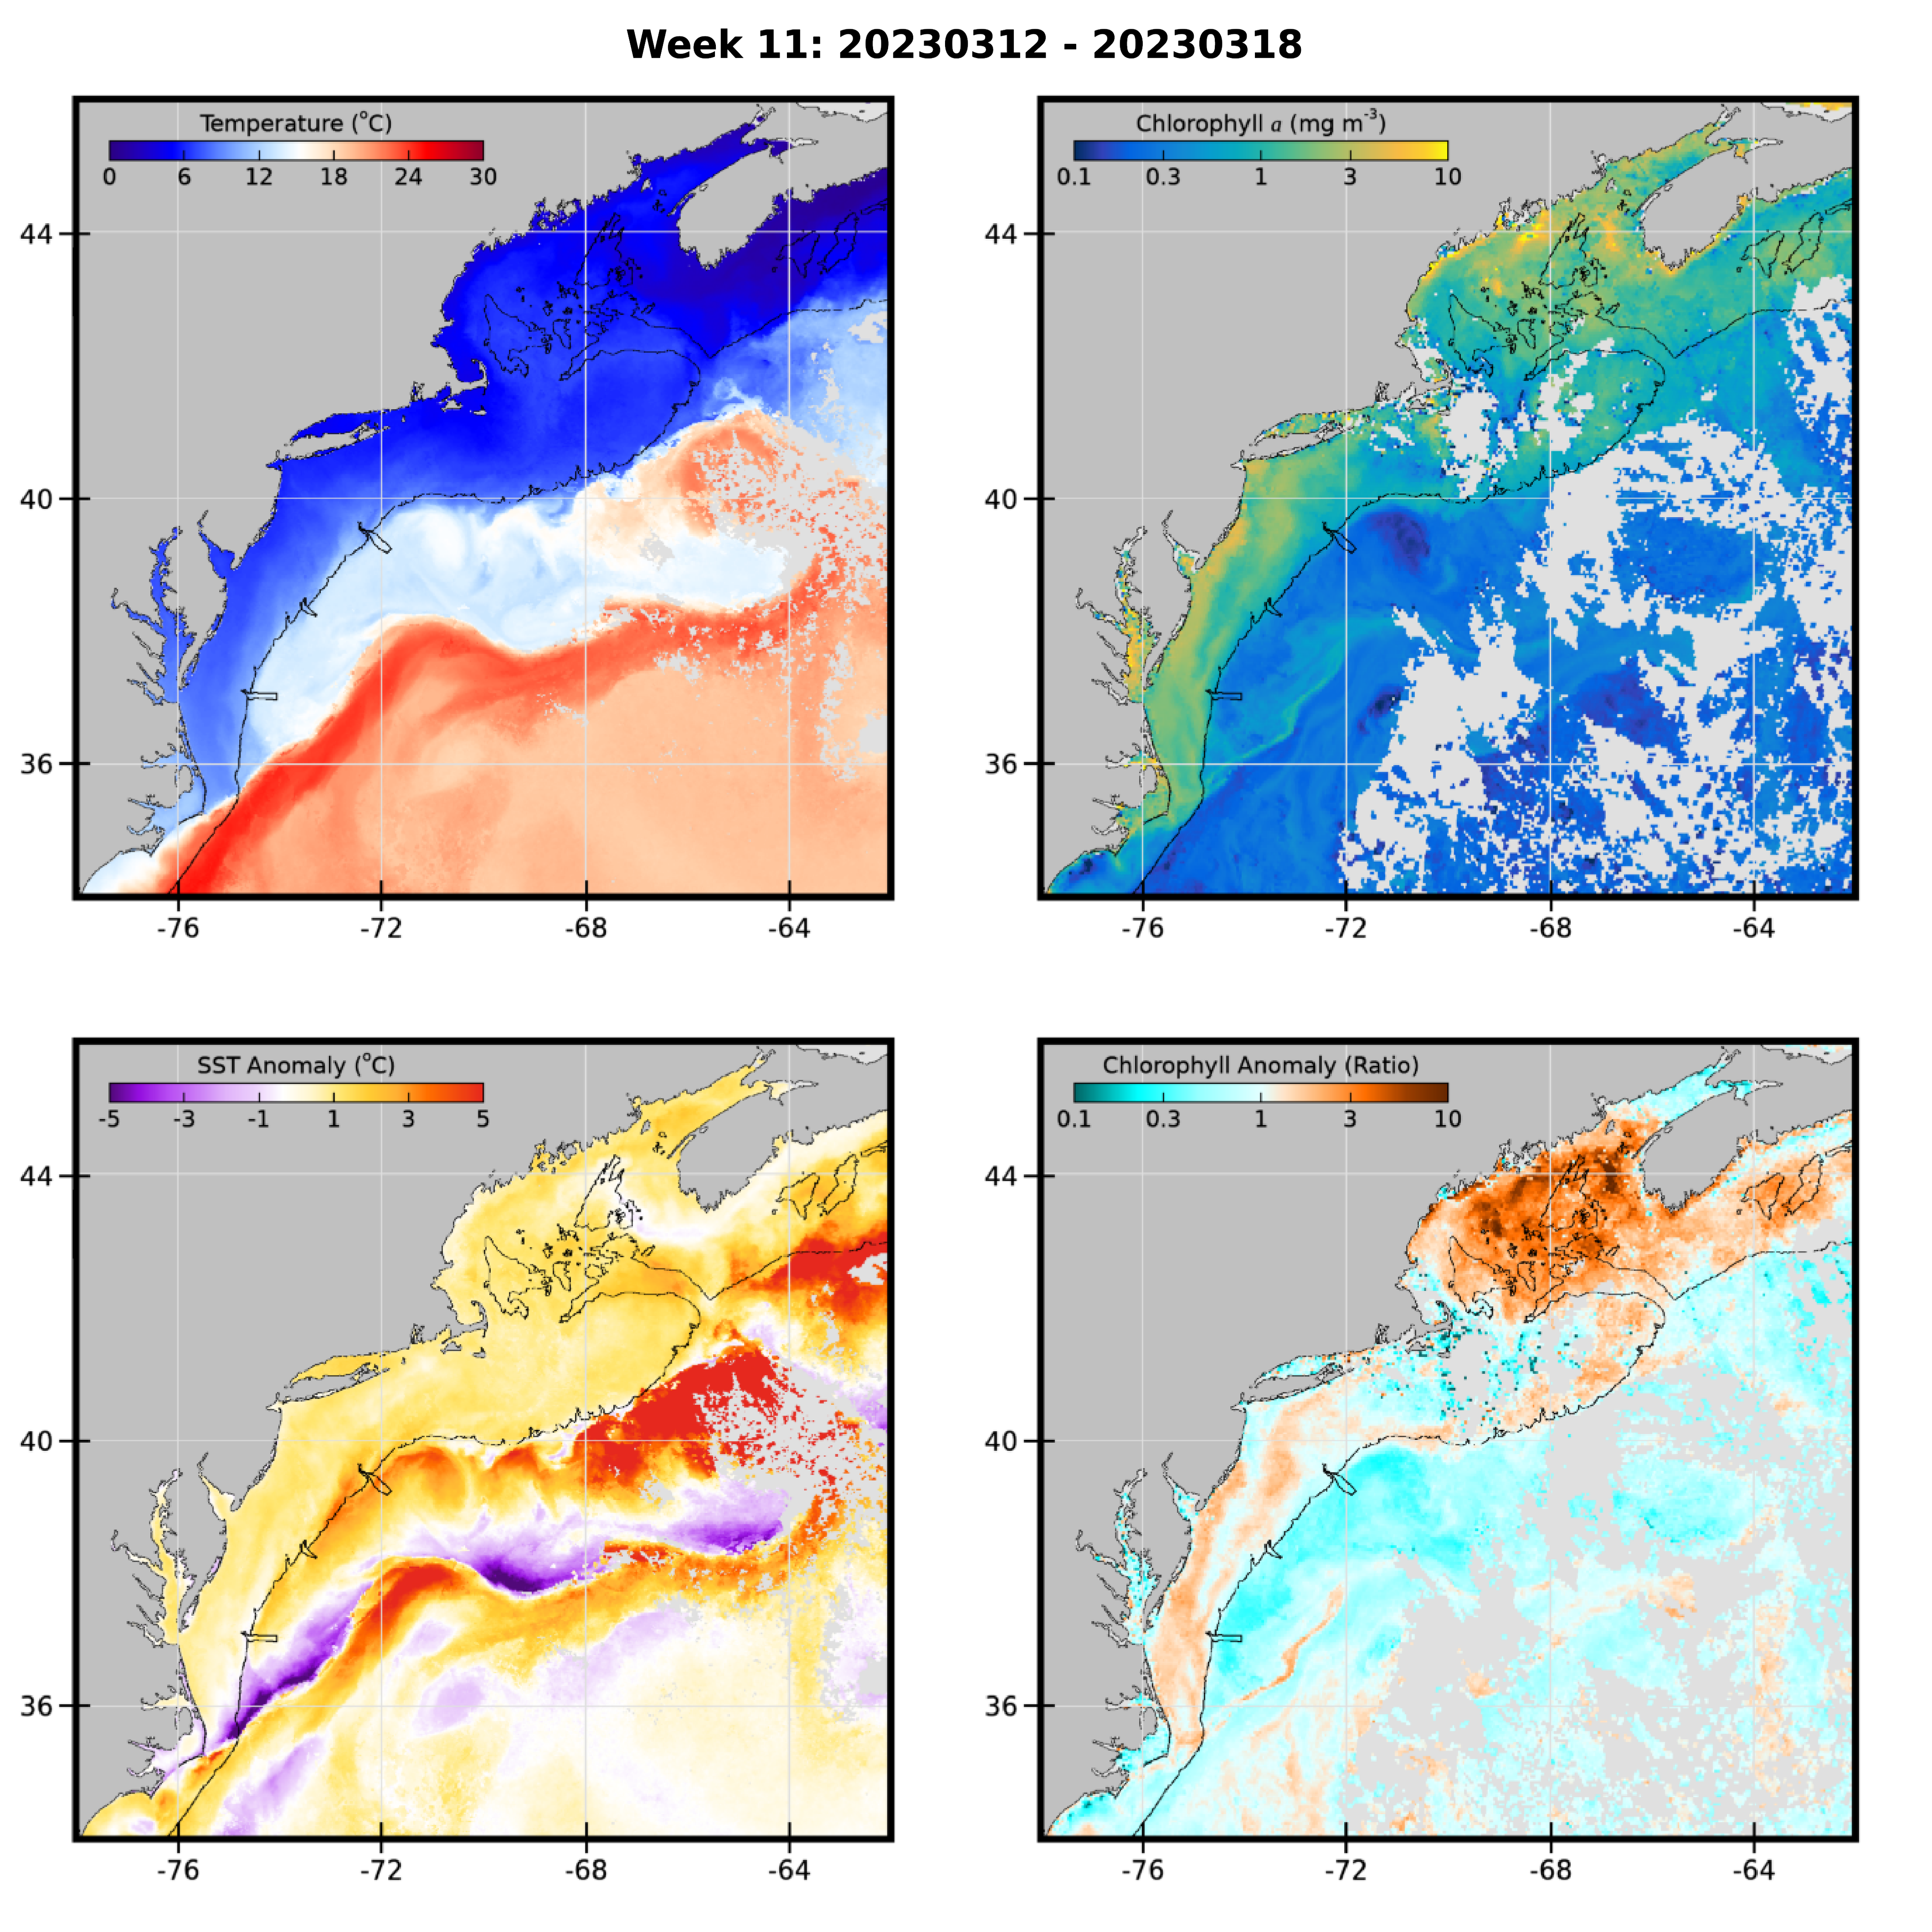 Week 11: 20230312 - 20230318
Temperature (°C)
0 6 12 18 24 30
44
40
36
-76 -72 -68 -64
Chlorophyll a (mg m-3)
0.1 0.3 1 3 10
44
40
36
-76 -72 -68 -64
SST Anomaly (°C)
-5 -3 -1 1 3 5
44
40
36
-76 -72 -68 -64
Chlorophyll Anomaly (Ratio)
0.1 0.3 1 3 10
44
40
36
-76 -72 -68 -64